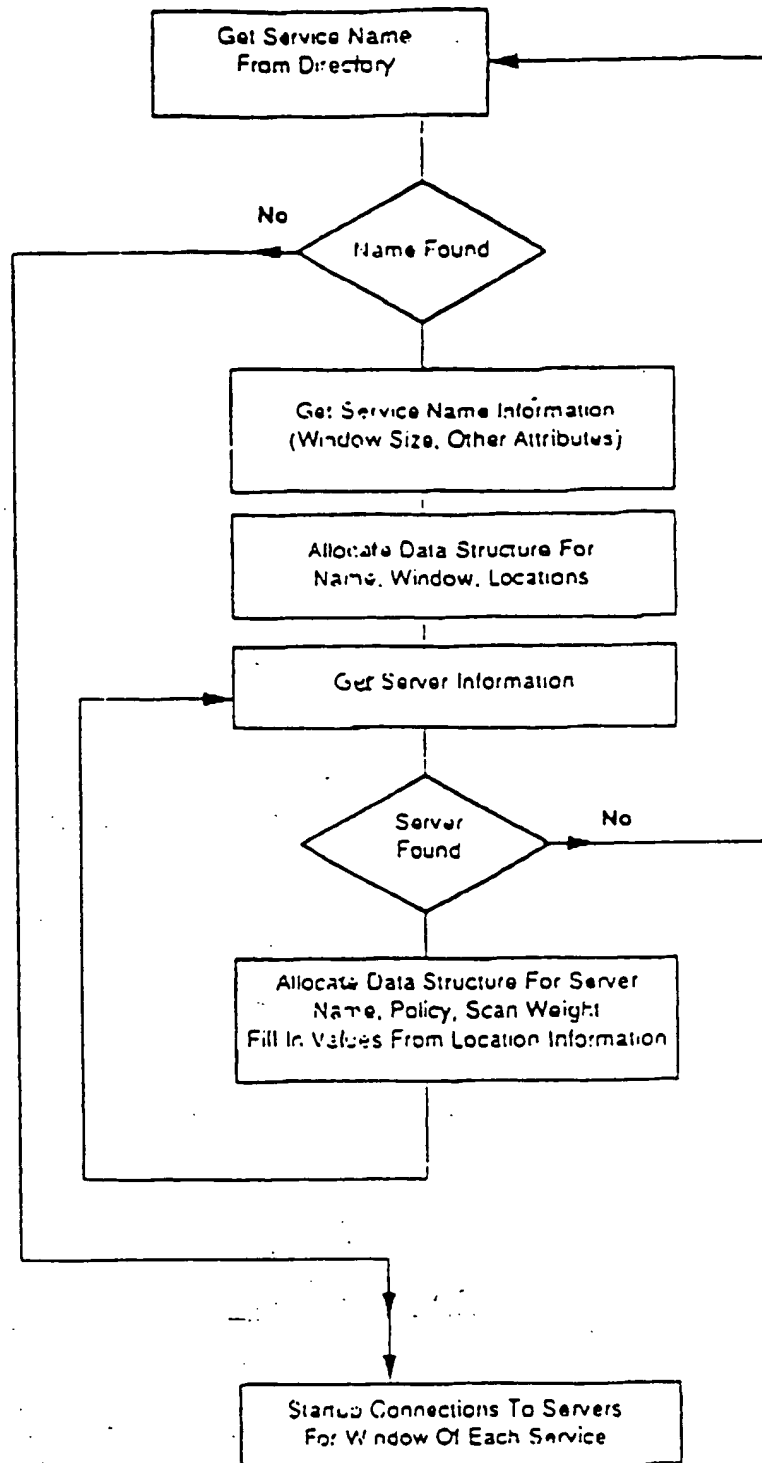 Get Service Name
From Directory
No
Name Found
Get Service Name Information
(Window Size, Other Attributes)
Allocate Data Structure For
Name, Window, Locations
Get Server Information
Server
Found
No
Allocate Data Structure For Server
Name, Policy, Scan Weight
Fill In Values From Location Information
Startup Connections To Servers
For Window Of Each Service